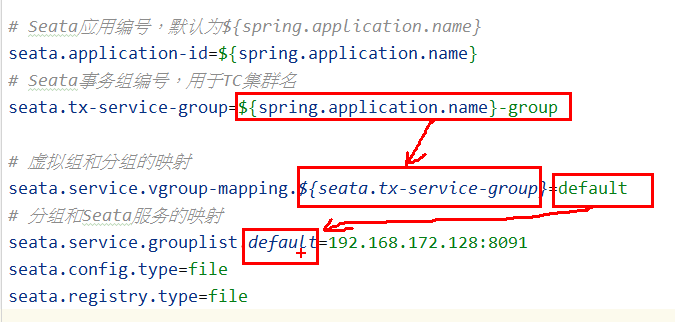 # Seata应用编号，默认为${spring.application.name}
seata.application-id=${spring.application.name}
# Seata事务组编号，用于TC集群名
seata.tx-service-group=${spring.application.name}-group
# 虚拟组和分组的映射
seata.service.vgroup-mapping.${seata.tx-service-group}=default
# 分组和Seata服务的映射
seata.service.grouplist.default=192.168.172.128:8091
seata.config.type=file
seata.registry.type=file